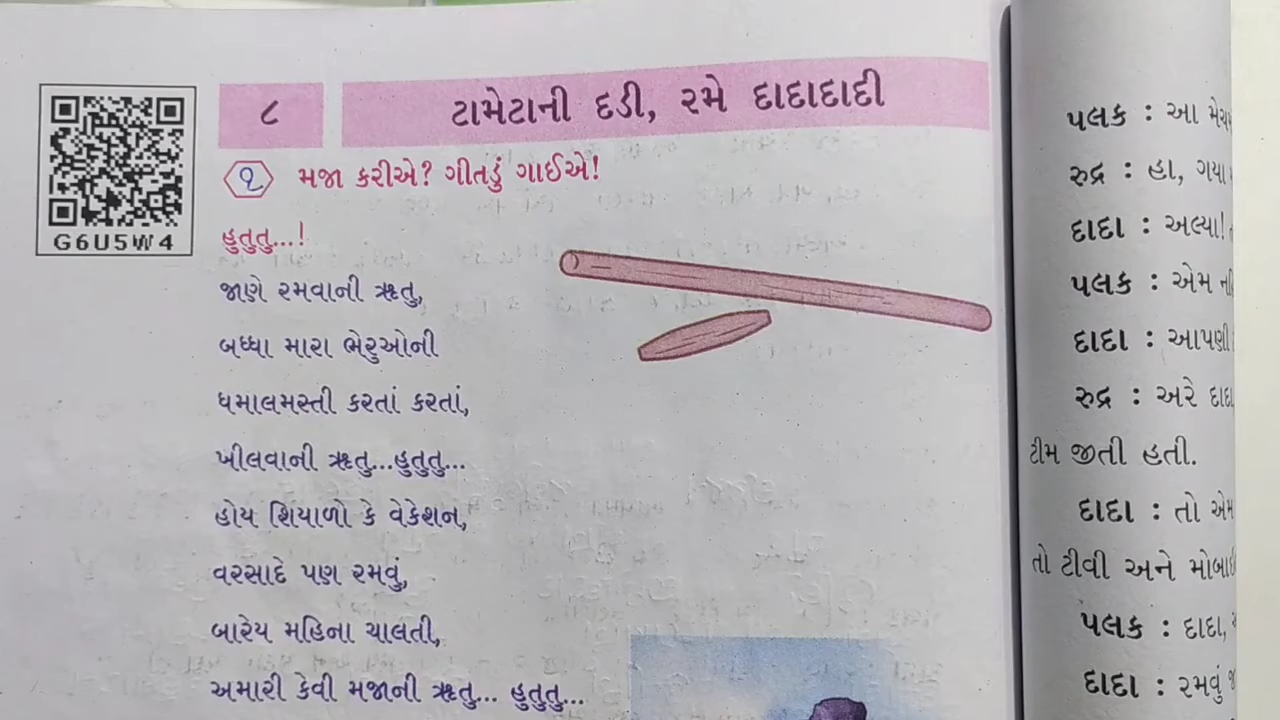 ૮
ટામેટાની દડી, રમે દાદાદાદી
G6U5W4
૧ મજા કરીએ? ગીતડું ગાઈએ!
હુતુતુ...!
જાણે રમવાની ઋતુ,
બધ્ધા મારા ભેરુઓની
ધમાલમસ્તી કરતાં કરતાં,
ખીલવાની ઋતુ...હુતુતુ...
હોય શિયાળો કે વેકેશન,
વરસાદે પણ રમવું,
બારેય મહિના ચાલતી,
અમારી કેવી મજાની ઋતુ... હુતુતુ...
પલક : આ
રુદ્ર : હા, ગયા
દાદા : અલ્યા!
પલક : એમ
દાદા : આપણી
રુદ્ર : અરે દાદા,
ટીમ જીતી હતી.
દાદા : તો એમ
તો ટીવી અને
પલક : દાદા,
દાદા : રમવું